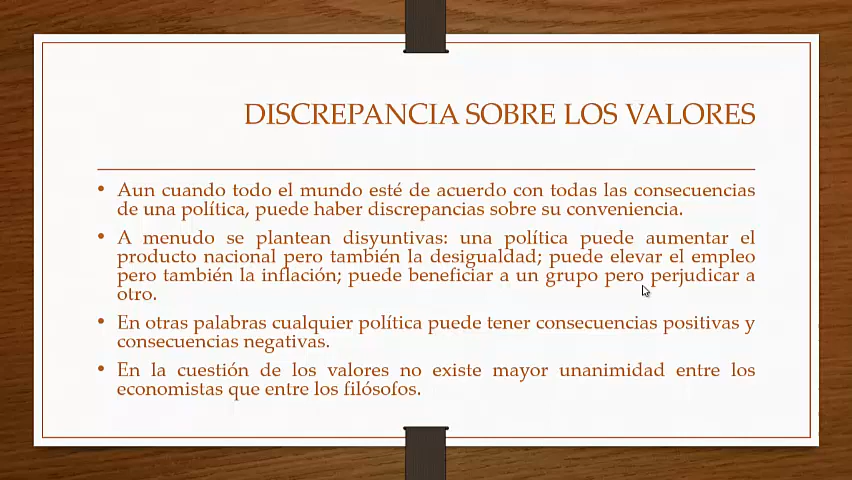 DISCREPANCIA SOBRE LOS VALORES
• Aun cuando todo el mundo esté de acuerdo con todas las consecuencias
de una política, puede haber discrepancias sobre su conveniencia.
• A menudo se plantean disyuntivas: una política puede aumentar el
producto nacional pero también la desigualdad; puede elevar el empleo
pero también la inflación; puede beneficiar a un grupo pero perjudicar a
otro.
• En otras palabras cualquier política puede tener consecuencias positivas y
consecuencias negativas.
• En la cuestión de los valores no existe mayor unanimidad entre los
economistas que entre los filósofos.